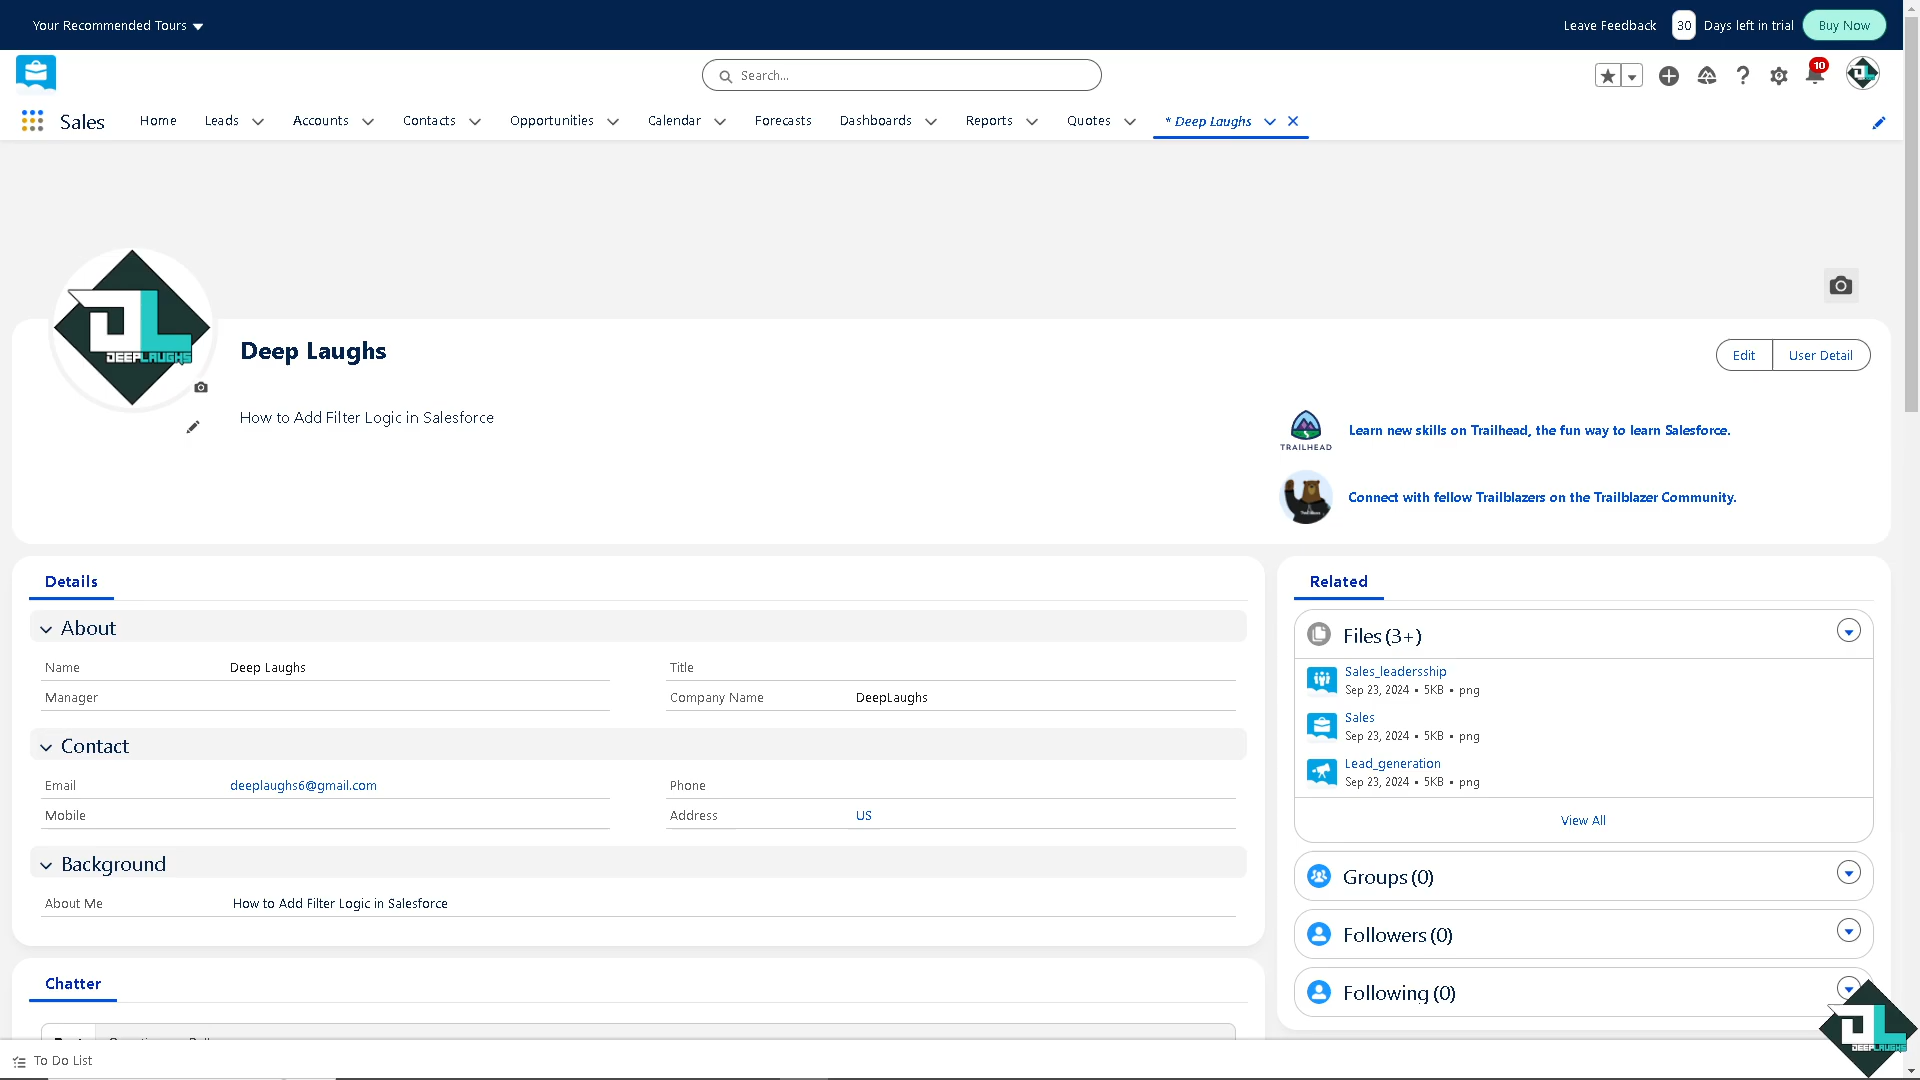 Your Recommended Tours
Leave Feedback 30 Days left in trial Buy Now
Search...
10
Sales Home Leads Accounts Contacts Opportunities Calendar Forecasts Dashboards Reports Quotes * Deep Laughs
DEEPLAUGHS
Deep Laughs
Edit User Detail
How to Add Filter Logic in Salesforce
TRAILHEAD
Learn new skills on Trailhead, the fun way to learn Salesforce.
Connect with fellow Trailblazers on the Trailblazer Community.
Details
About
Name Deep Laughs Title
Manager Company Name DeepLaughs
Contact
Email deeplaughs6@gmail.com Phone
Mobile Address US
Background
About Me How to Add Filter Logic in Salesforce
Chatter
Related
Files (3+)
Sales_leadersship
Sep 23, 2024 • 5KB • png
Sales
Sep 23, 2024 • 5KB • png
Lead_generation
Sep 23, 2024 • 5KB • png
View All
Groups (0)
Followers (0)
Following (0)
DEEPLAUGHS
To Do List